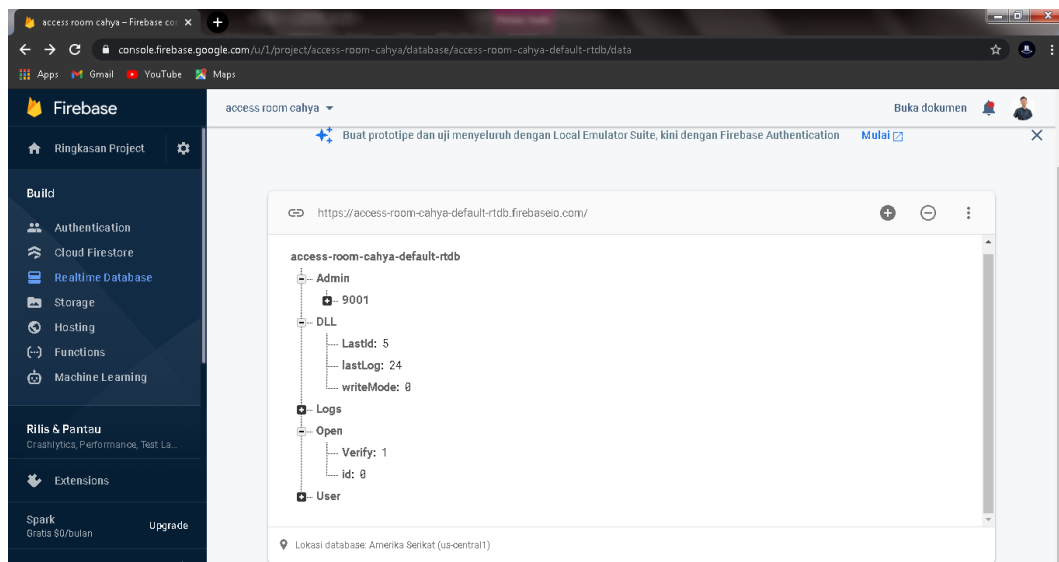 access room cahya – Firebase con
console.firebase.google.com/u/1/project/access-room-cahya/database/access-room-cahya-default-rtdb/data
Apps Gmail YouTube Maps
Firebase
access room cahya
Buka dokumen
Buat prototipe dan uji menyeluruh dengan Local Emulator Suite, kini dengan Firebase Authentication Mulai
Ringkasan Project
Build
Authentication
Cloud Firestore
Realtime Database
Storage
Hosting
Functions
Machine Learning
Rilis & Pantau
Crashlytics, Performance, Test La...
Extensions
Spark
Gratis $0/bulan
Upgrade
https://access-room-cahya-default-rtdb.firebaseio.com/
access-room-cahya-default-rtdb
Admin
9001
DLL
LastId: 5
lastLog: 24
writeMode: 0
Logs
Open
Verify: 1
id: 0
User
Lokasi database: Amerika Serikat (us-central1)